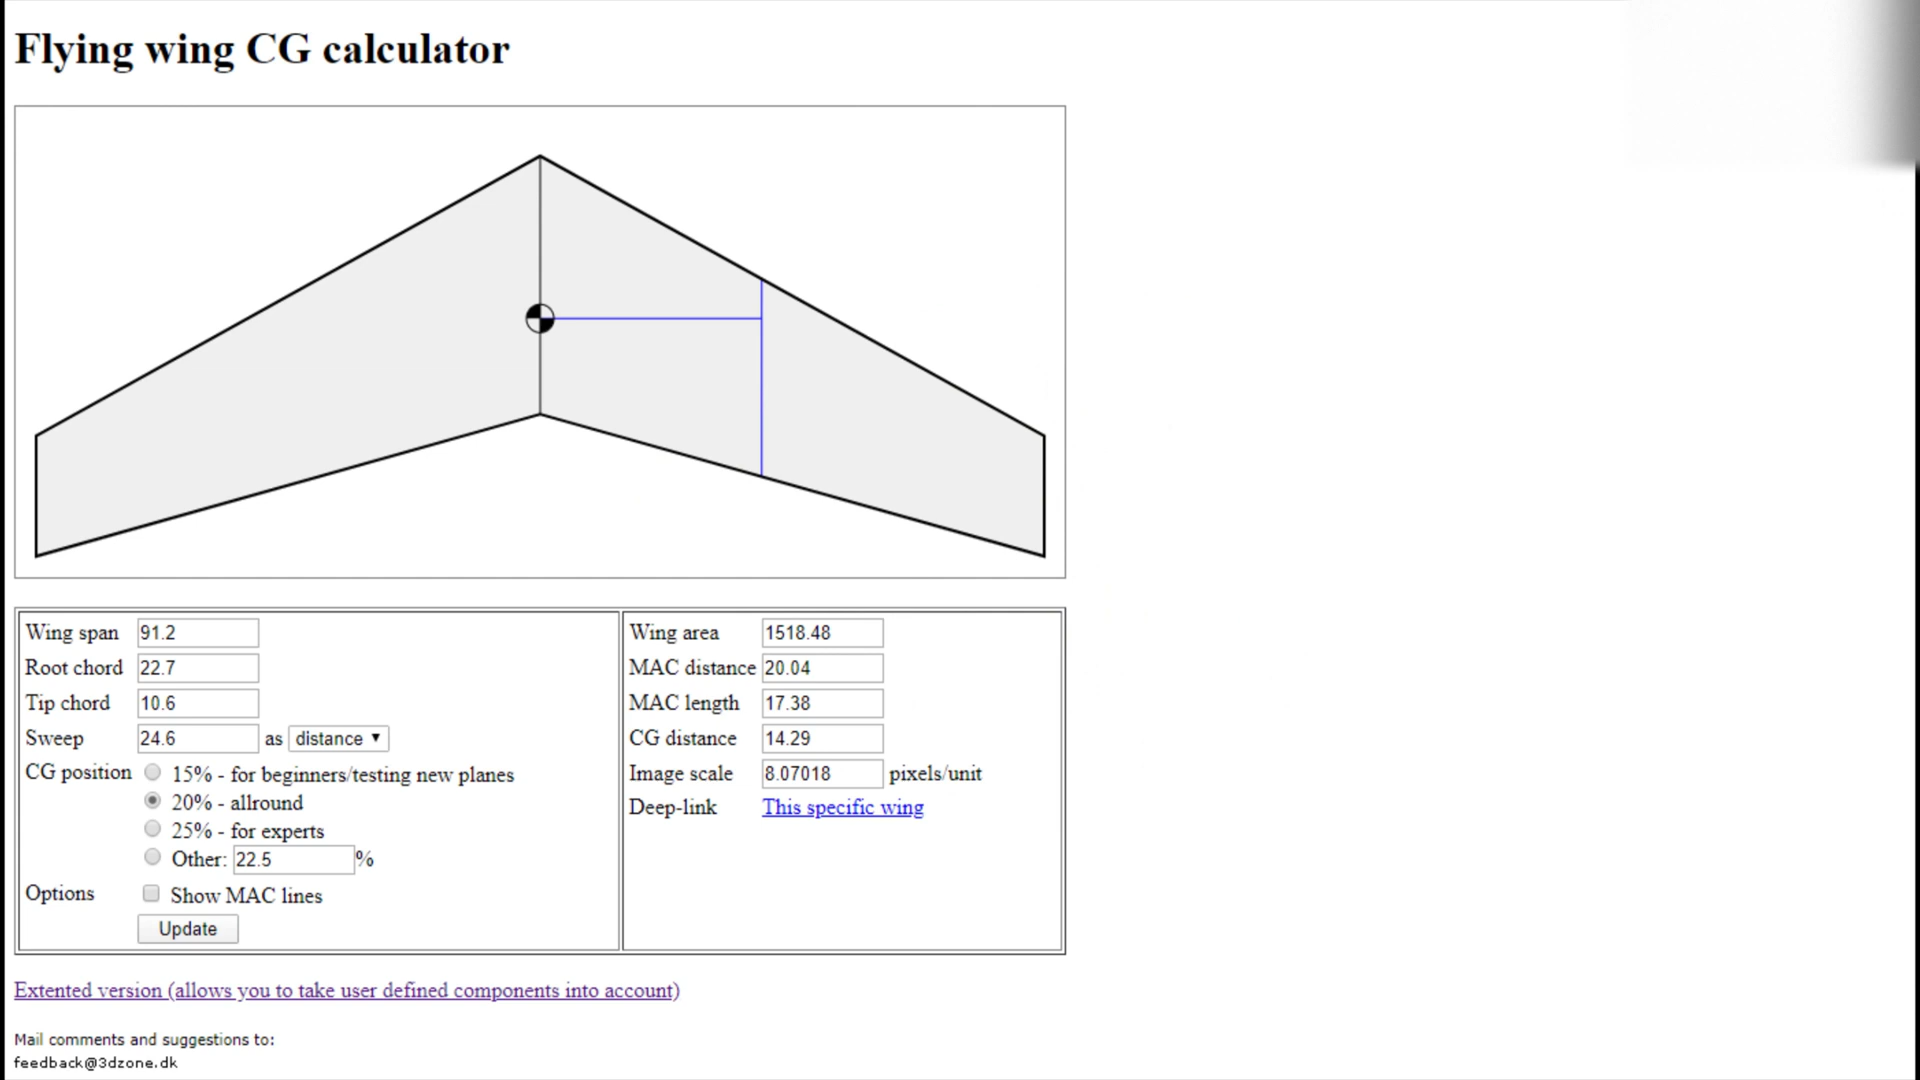 Flying wing CG calculator
Wing span 91.2
Root chord 22.7
Tip chord 10.6
Sweep 24.6 as distance
CG position 15% - for beginners/testing new planes
20% - allround
25% - for experts
Other: 22.5 %
Options Show MAC lines
Update
Wing area 1518.48
MAC distance 20.04
MAC length 17.38
CG distance 14.29
Image scale 8.07018 pixels/unit
Deep-link This specific wing
Extented version (allows you to take user defined components into account)
Mail comments and suggestions to:
feedback@3dzone.dk